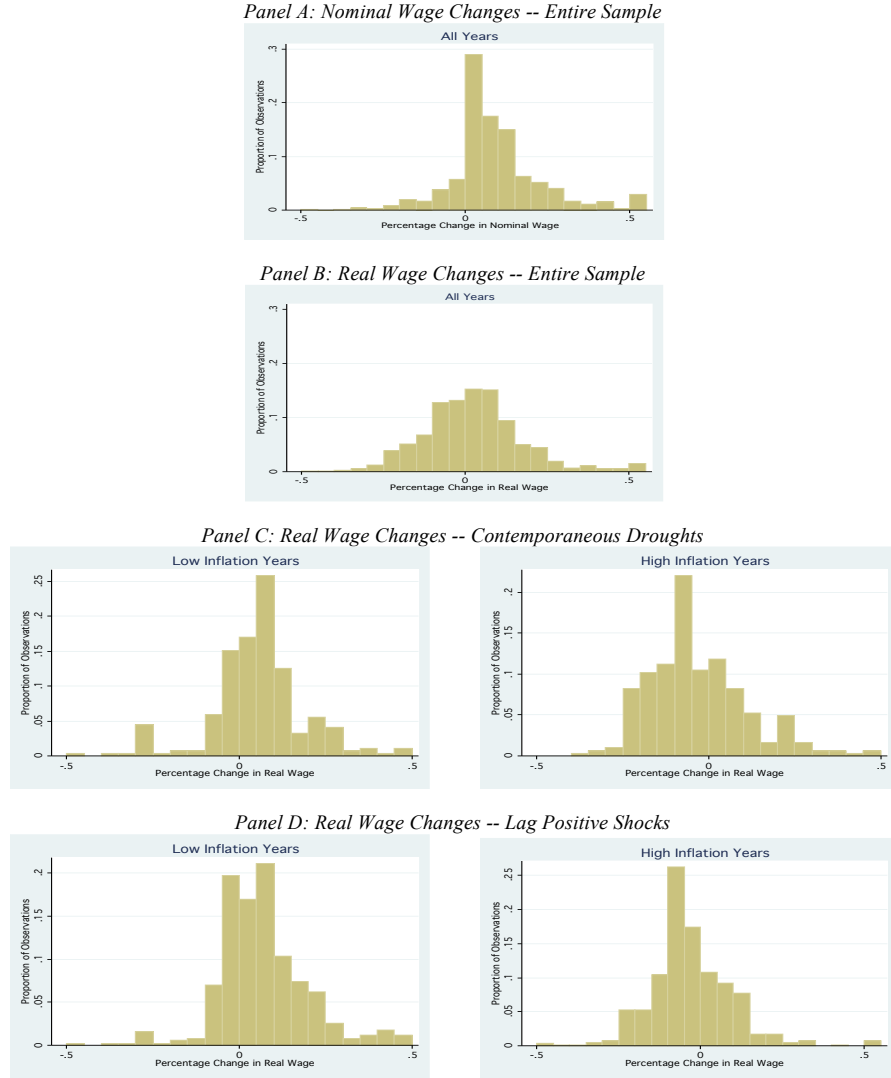 Panel A: Nominal Wage Changes -- Entire Sample
All Years
Proportion of Observations
.3
.2
.1
0
-.5
0
.5
Percentage Change in Nominal Wage
Panel B: Real Wage Changes -- Entire Sample
All Years
Proportion of Observations
.3
.2
.1
0
-.5
0
.5
Percentage Change in Real Wage
Panel C: Real Wage Changes -- Contemporaneous Droughts
Low Inflation Years
Proportion of Observations
.25
.2
.15
.1
.05
0
-.5
0
.5
Percentage Change in Real Wage
High Inflation Years
Proportion of Observations
.2
.15
.1
.05
0
-.5
0
.5
Percentage Change in Real Wage
Panel D: Real Wage Changes -- Lag Positive Shocks
Low Inflation Years
Proportion of Observations
.2
.15
.1
.05
0
-.5
0
.5
Percentage Change in Real Wage
High Inflation Years
Proportion of Observations
.25
.2
.15
.1
.05
0
-.5
0
.5
Percentage Change in Real Wage